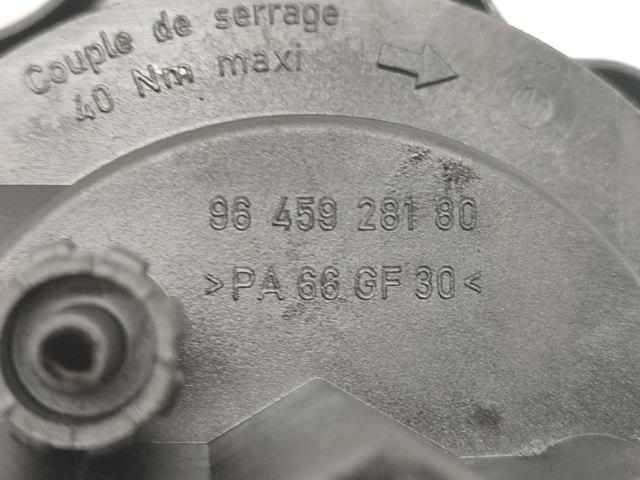 Couple de serrage
40 Nm maxi
96 459 281 80
>PA 66 GF 30<